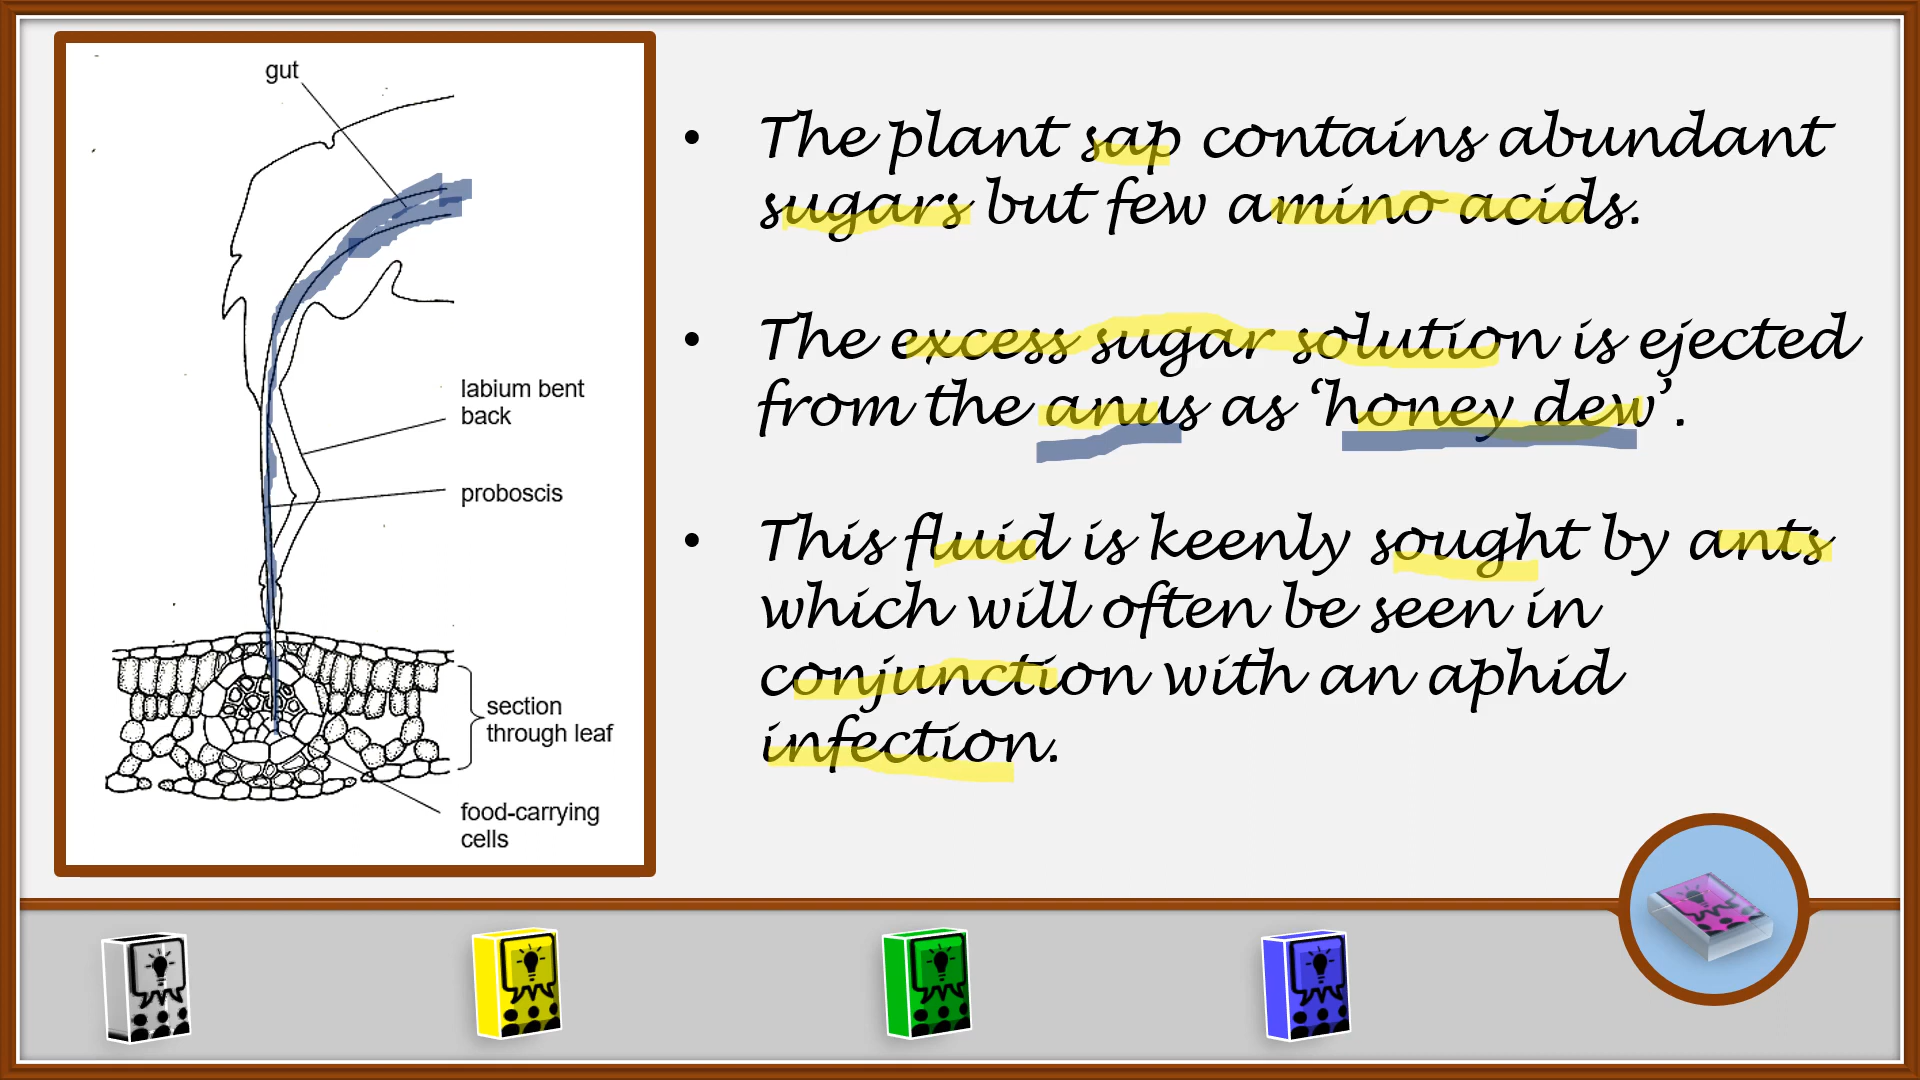 gut
labium bent
back
proboscis
section
through leaf
food-carrying
cells
• The plant sap contains abundant
sugars but few amino acids.
• The excess sugar solution is ejected
from the anus as ‘honey dew’.
• This fluid is keenly sought by ants
which will often be seen in
conjunction with an aphid
infection.